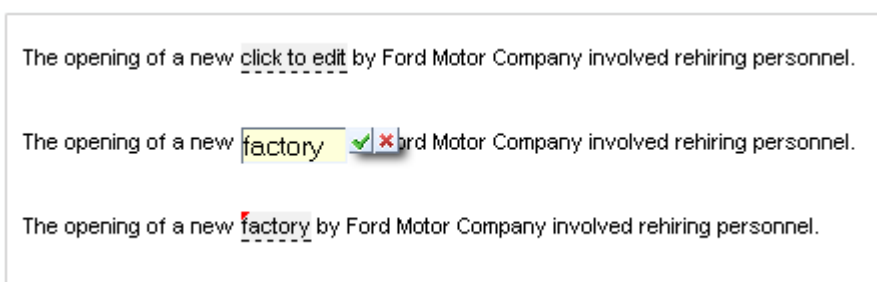 The opening of a new click to edit by Ford Motor Company involved rehiring personnel.
The opening of a new factory ord Motor Company involved rehiring personnel.
The opening of a new factory by Ford Motor Company involved rehiring personnel.